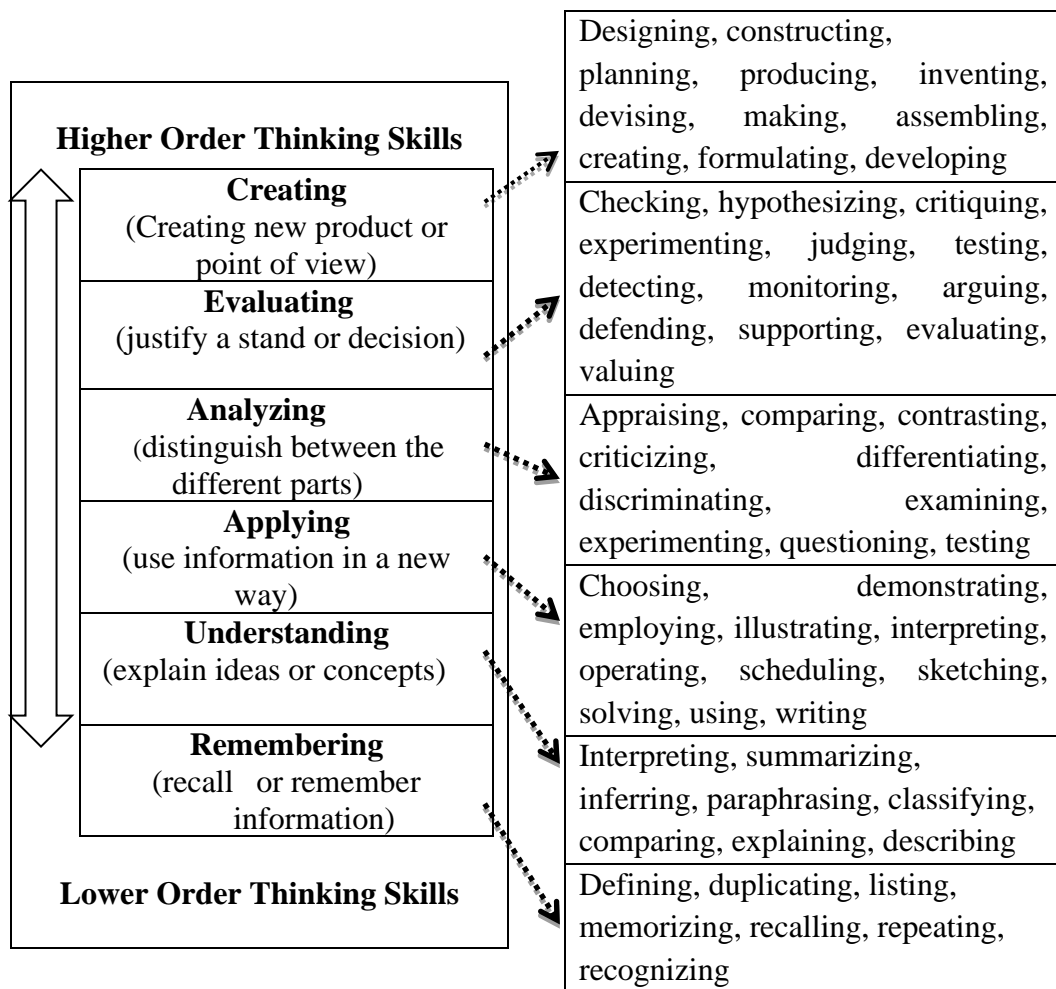 Higher Order Thinking Skills
Creating
(Creating new product or
point of view)
Evaluating
(justify a stand or decision)
Analyzing
(distinguish between the
different parts)
Applying
(use information in a new
way)
Understanding
(explain ideas or concepts)
Remembering
(recall or remember
information)
Lower Order Thinking Skills
Designing, constructing,
planning, producing, inventing,
devising, making, assembling,
creating, formulating, developing
Checking, hypothesizing, critiquing,
experimenting, judging, testing,
detecting, monitoring, arguing,
defending, supporting, evaluating,
valuing
Appraising, comparing, contrasting,
criticizing, differentiating,
discriminating, examining,
experimenting, questioning, testing
Choosing, demonstrating,
employing, illustrating, interpreting,
operating, scheduling, sketching,
solving, using, writing
Interpreting, summarizing,
inferring, paraphrasing, classifying,
comparing, explaining, describing
Defining, duplicating, listing,
memorizing, recalling, repeating,
recognizing